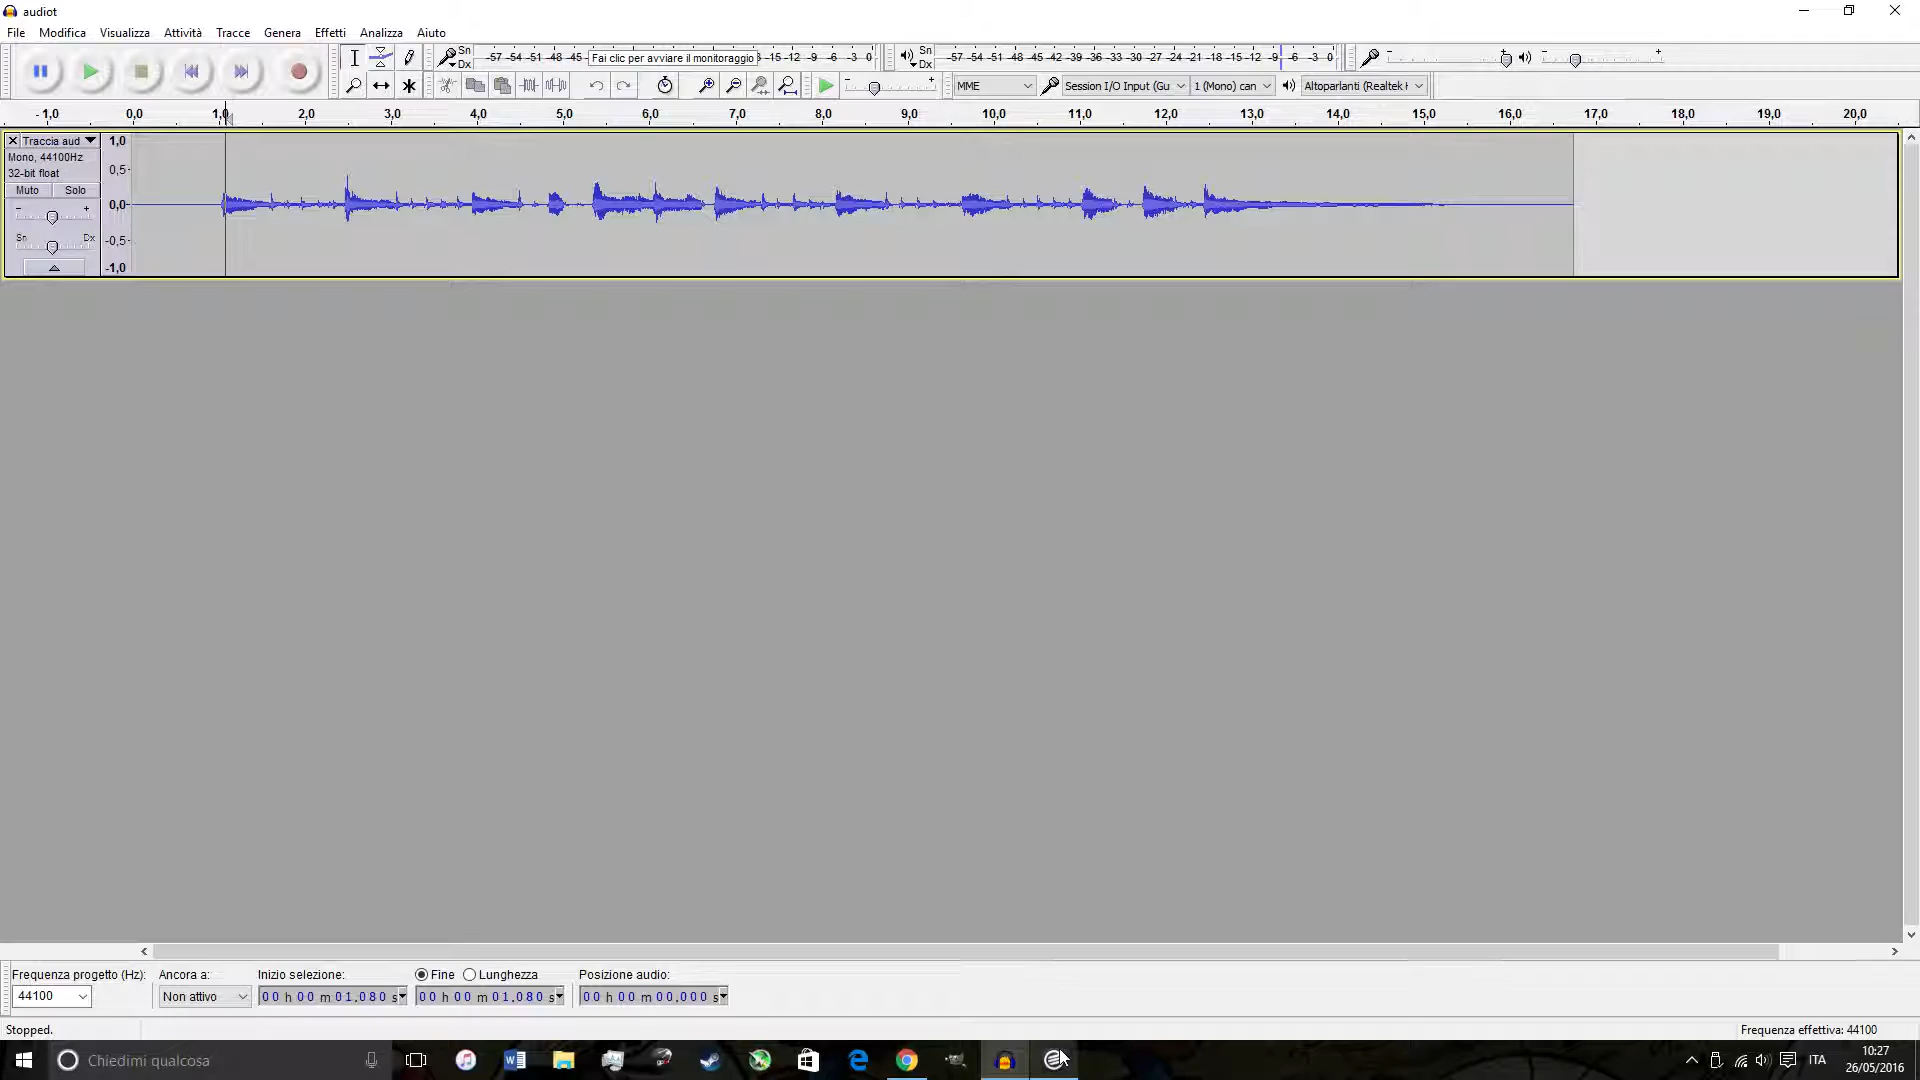 audiot
File Modifica Visualizza Attività Tracce Genera Effetti Analizza Aiuto
Sn
Dx
-57 -54 -51 -48 -45 Fai clic per avviare il monitoraggio -15 -12 -9 -6 -3 0
Sn
Dx
-57 -54 -51 -48 -45 -42 -39 -36 -33 -30 -27 -24 -21 -18 -15 -12 -9 -6 -3 0
MME Session I/O Input (Gu 1 (Mono) can Altoparlanti (Realtek
- 1,0 0,0 1,0 2,0 3,0 4,0 5,0 6,0 7,0 8,0 9,0 10,0 11,0 12,0 13,0 14,0 15,0 16,0 17,0 18,0 19,0 20,0
Traccia aud
Mono, 44100Hz
32-bit float
Muto Solo
- +
Sn Dx
1,0
0,5
0,0
-0,5
-1,0
Frequenza progetto (Hz): Ancora a: Inizio selezione: Fine Lunghezza Posizione audio:
44100 Non attivo 00 h 00 m 01.080 s 00 h 00 m 01.080 s 00 h 00 m 00.000 s
Stopped.
Frequenza effettiva: 44100
Chiedimi qualcosa
ITA
10:27
26/05/2016